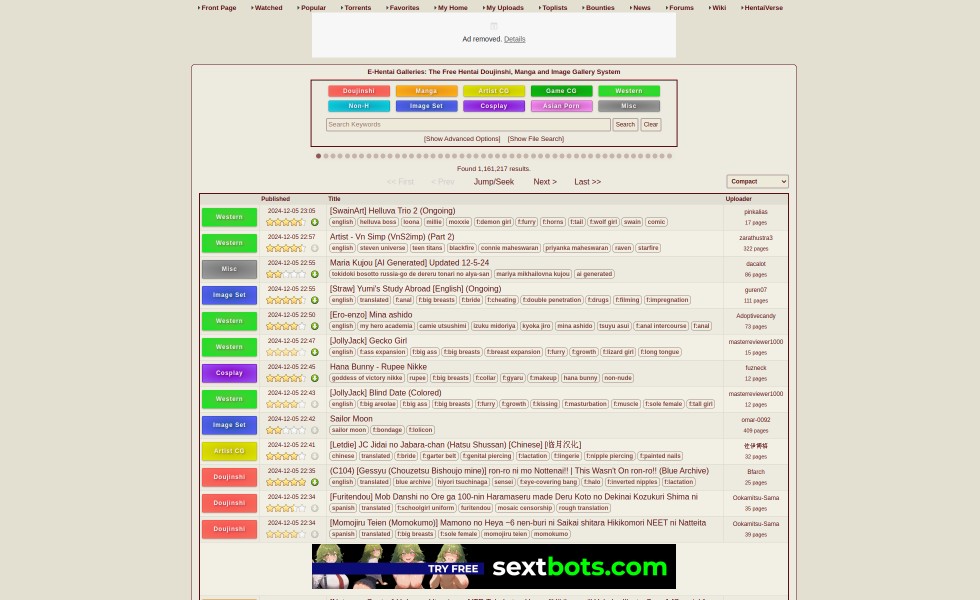 Front Page Watched Popular Torrents Favorites My Home My Uploads Toplists Bounties News Forums Wiki HentaiVerse
Ad removed. Details
E-Hentai Galleries: The Free Hentai Doujinshi, Manga and Image Gallery System
Doujinshi Manga Artist CG Game CG Western
Non-H Image Set Cosplay Asian Porn Misc
Search Keywords Search Clear
[Show Advanced Options] [Show File Search]
Found 1,161,217 results.
<< First < Prev Jump/Seek Next > Last >> Compact
Published Title Uploader
Western 2024-12-05 23:05 [SwainArt] Helluva Trio 2 (Ongoing) pinkalias
english helluva boss loona millie moxxie f:demon girl f:furry f:horns f:tail f:wolf girl swain comic 17 pages
Western 2024-12-05 22:57 Artist - Vn Simp (VnS2imp) (Part 2) zarathustra3
english steven universe teen titans blackfire connie maheswaran priyanka maheswaran raven starfire 322 pages
Misc 2024-12-05 22:55 Maria Kujou [AI Generated] Updated 12-5-24 dacalot
tokidoki bosotto russia-go de dereru tonari no alya-san mariya mikhailovna kujou ai generated 86 pages
Image Set 2024-12-05 22:55 [Straw] Yumi's Study Abroad [English] (Ongoing) guren07
english translated f:anal f:big breasts f:bride f:cheating f:double penetration f:drugs f:filming f:impregnation 111 pages
Western 2024-12-05 22:50 [Ero-enzo] Mina ashido Adoptivecandy
english my hero academia camie utsushimi izuku midoriya kyoka jiro mina ashido tsuyu asui f:anal intercourse f:anal 73 pages
Western 2024-12-05 22:47 [JollyJack] Gecko Girl masterreviewer1000
english f:ass expansion f:big ass f:big breasts f:breast expansion f:furry f:growth f:lizard girl f:long tongue 15 pages
Cosplay 2024-12-05 22:45 Hana Bunny - Rupee Nikke fuzneck
goddess of victory nikke rupee f:big breasts f:collar f:gyaru f:makeup hana bunny non-nude 12 pages
Western 2024-12-05 22:43 [JollyJack] Blind Date (Colored) masterreviewer1000
english f:big areolae f:big ass f:big breasts f:furry f:growth f:kissing f:masturbation f:muscle f:sole female f:tall girl 12 pages
Image Set 2024-12-05 22:42 Sailor Moon omar-0092
sailor moon f:bondage f:lolicon 409 pages
Artist CG 2024-12-05 22:41 [Letdie] JC Jidai no Jabara-chan (Hatsu Shussan) [Chinese] [临月汉化]
chinese translated f:bride f:garter belt f:genital piercing f:lactation f:lingerie f:nipple piercing f:painted nails 32 pages
Doujinshi 2024-12-05 22:35 (C104) [Gessyu (Chouzetsu Bishoujo mine)] ron-ro ni mo Nottenai!! | This Wasn't On ron-ro!! (Blue Archive) Bfarch
english translated blue archive hiyori tsuchinaga sensei f:eye-covering bang f:halo f:inverted nipples f:lactation 25 pages
Doujinshi 2024-12-05 22:34 [Furitendou] Mob Danshi no Ore ga 100-nin Haramaseru made Deru Koto no Dekinai Kozukuri Shima ni Ookamitsu-Sama
spanish translated f:schoolgirl uniform furitendou mosaic censorship rough translation 35 pages
Doujinshi 2024-12-05 22:34 [Momojiru Teien (Momokumo)] Mamono no Heya ~6 nen-buri ni Saikai shitara Hikikomori NEET ni Natteita Ookamitsu-Sama
spanish translated f:big breasts f:sole female momojiru teien momokumo 39 pages
TRY FREE sextbots.com